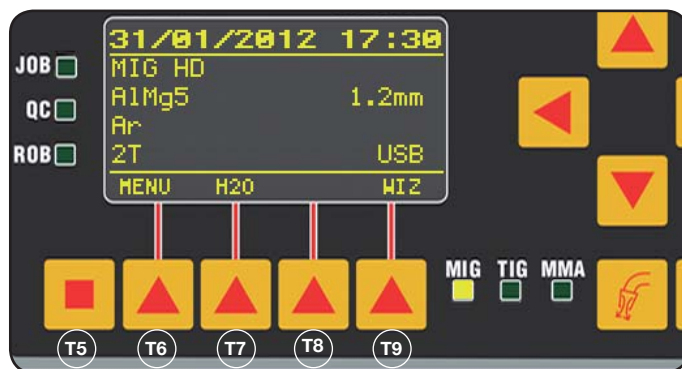 31/01/2012 17:30
MIG HD
AlMg5 1.2mm
Ar
2T USB
MENU H2O WIZ
JOB
QC
ROB
MIG TIG MMA
T5 T6 T7 T8 T9